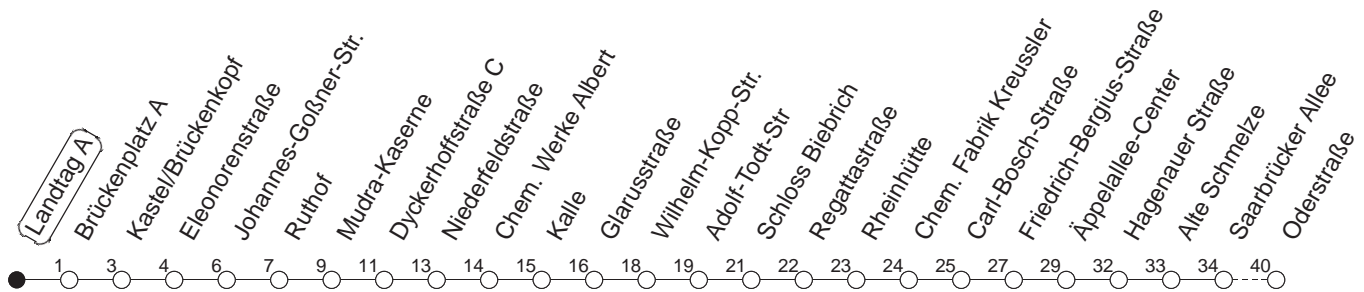 Landtag A
Brückenplatz A
Kastel/Brückenkopf
Eleonorenstraße
Johannes-Goßner-Str.
Ruthof
Mudra-Kaserne
Dyckerhoffstraße C
Niederfeldstraße
Chem. Werke Albert
Kalle
Glarusstraße
Wilhelm-Kopp-Str.
Adolf-Todt-Str
Schloss Biebrich
Regattastraße
Rheinhütte
Chem. Fabrik Kreussler
Carl-Bosch-Straße
Friedrich-Bergius-Straße
Äppelallee-Center
Hagenauer Straße
Alte Schmelze
Saarbrücker Allee
Oderstraße
1 3 4 6 7 9 11 13 14 15 16 18 19 21 22 23 24 25 27 29 32 33 34 40